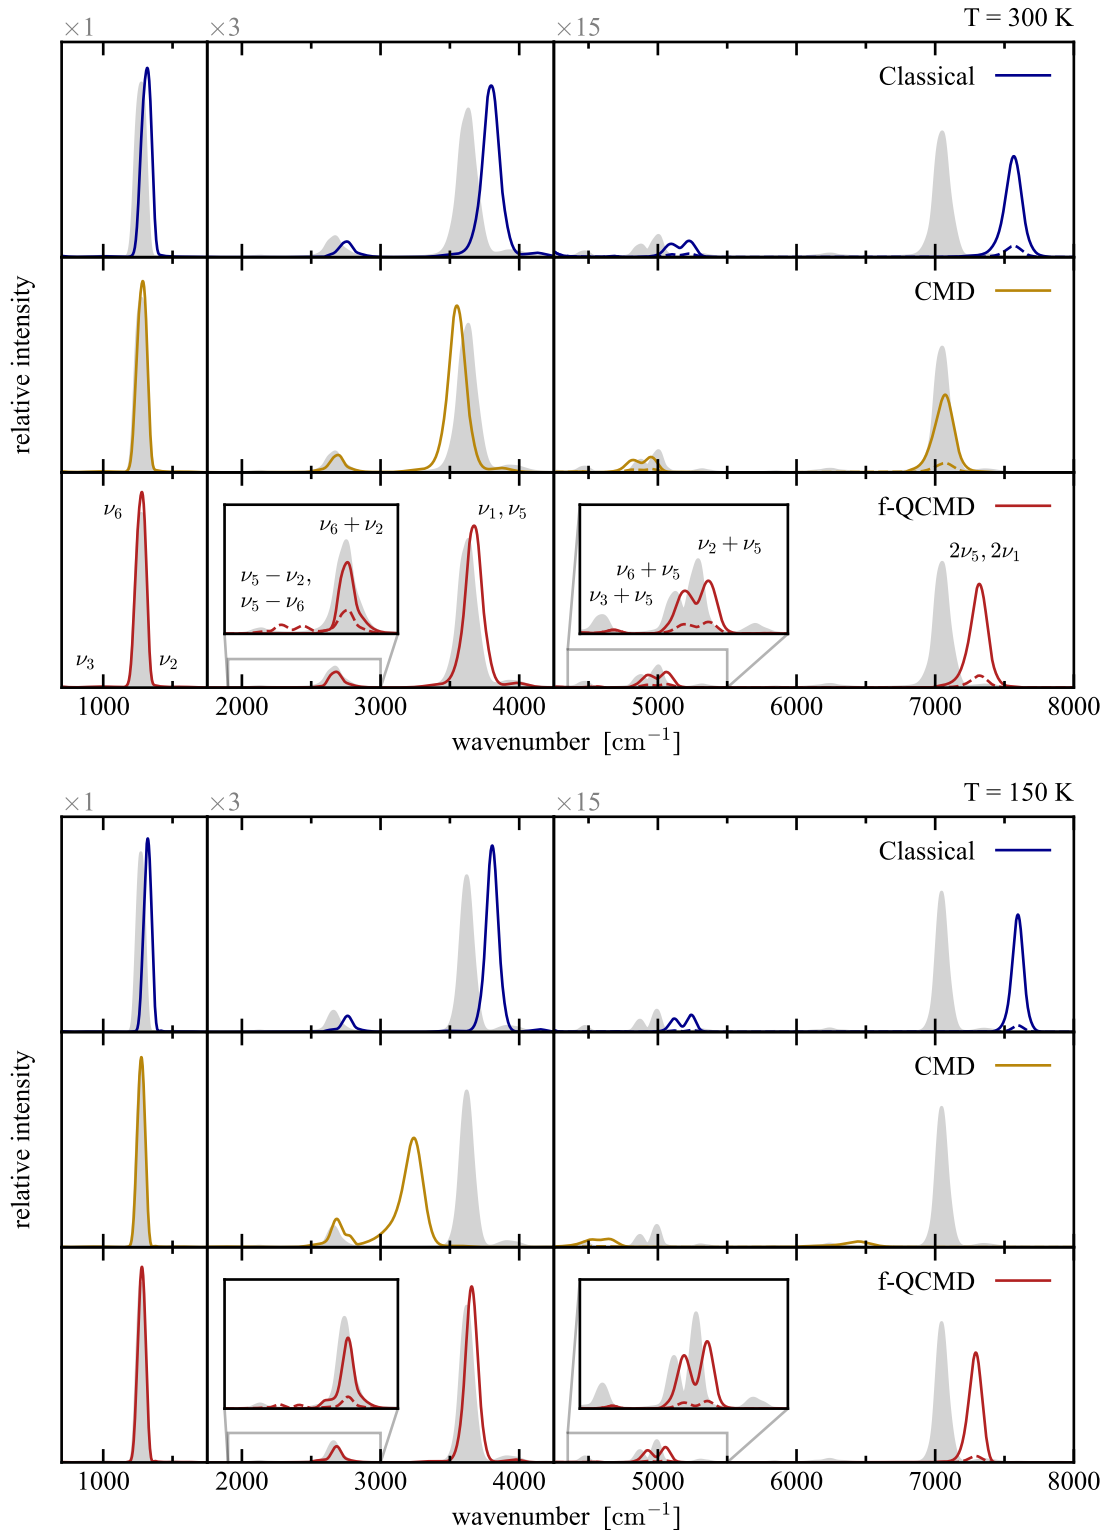 ×1 ×3 ×15 T = 300 K
Classical
CMD
f-QCMD
relative intensity
ν₆ ν₃ ν₂
ν₆ + ν₂
ν₅ − ν₂,
ν₅ − ν₆
ν₁, ν₅
ν₂ + ν₅
ν₆ + ν₅
ν₃ + ν₅
2ν₅, 2ν₁
1000 2000 3000 4000 5000 6000 7000 8000
wavenumber [cm⁻¹]
×1 ×3 ×15 T = 150 K
Classical
CMD
f-QCMD
relative intensity
1000 2000 3000 4000 5000 6000 7000 8000
wavenumber [cm⁻¹]